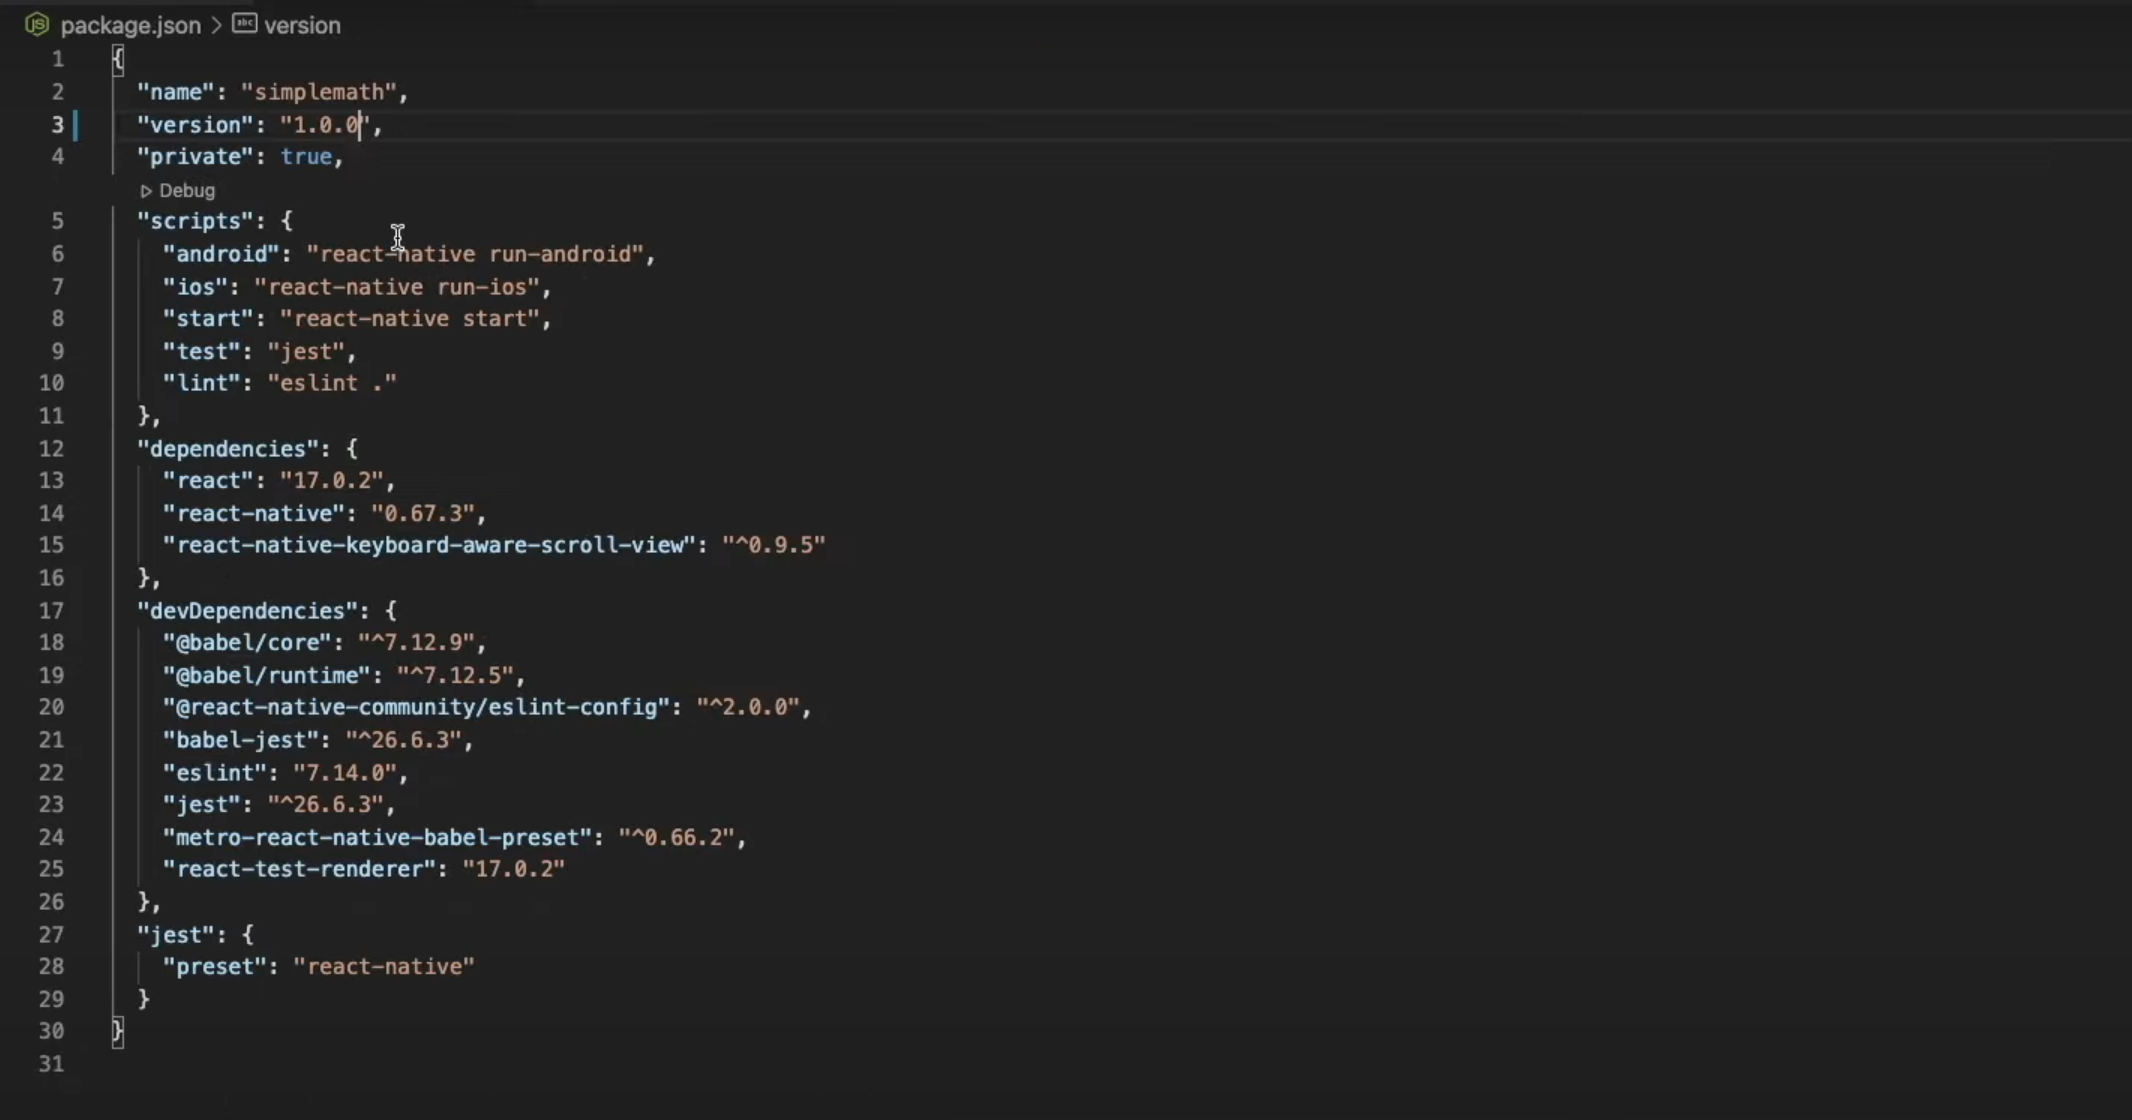 package.json > version
1 {
2 "name": "simplemath",
3 "version": "1.0.0",
4 "private": true,
Debug
5 "scripts": {
6 "android": "react-native run-android",
7 "ios": "react-native run-ios",
8 "start": "react-native start",
9 "test": "jest",
10 "lint": "eslint ."
11 },
12 "dependencies": {
13 "react": "17.0.2",
14 "react-native": "0.67.3",
15 "react-native-keyboard-aware-scroll-view": "^0.9.5"
16 },
17 "devDependencies": {
18 "@babel/core": "^7.12.9",
19 "@babel/runtime": "^7.12.5",
20 "@react-native-community/eslint-config": "^2.0.0",
21 "babel-jest": "^26.6.3",
22 "eslint": "7.14.0",
23 "jest": "^26.6.3",
24 "metro-react-native-babel-preset": "^0.66.2",
25 "react-test-renderer": "17.0.2"
26 },
27 "jest": {
28 "preset": "react-native"
29 }
30 }
31